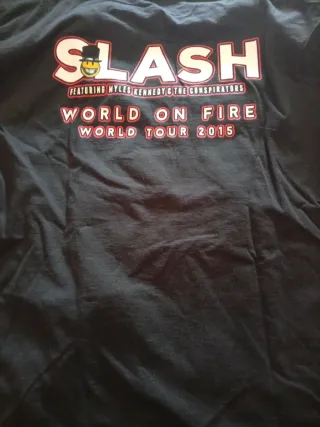 SLASH
FEATURING MYLES KENNEDY & THE CONSPIRATORS
WORLD ON FIRE
WORLD TOUR 2015